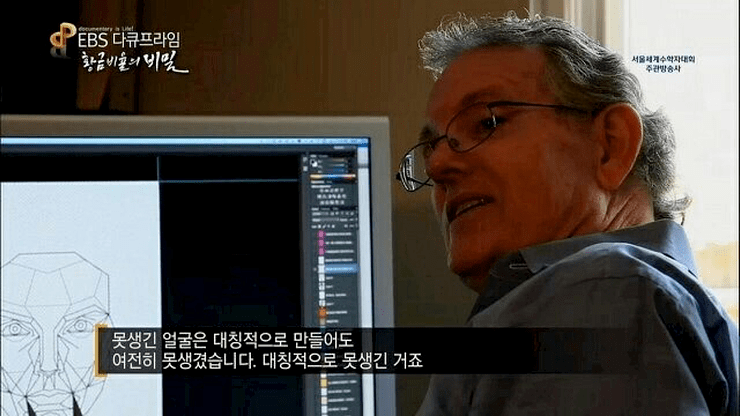 documentary is Life!
EBS 다큐프라임
황금비율의 비밀
서울세계수학자대회
주관방송사
못생긴 얼굴은 대칭적으로 만들어도
여전히 못생겼습니다. 대칭적으로 못생긴 거죠